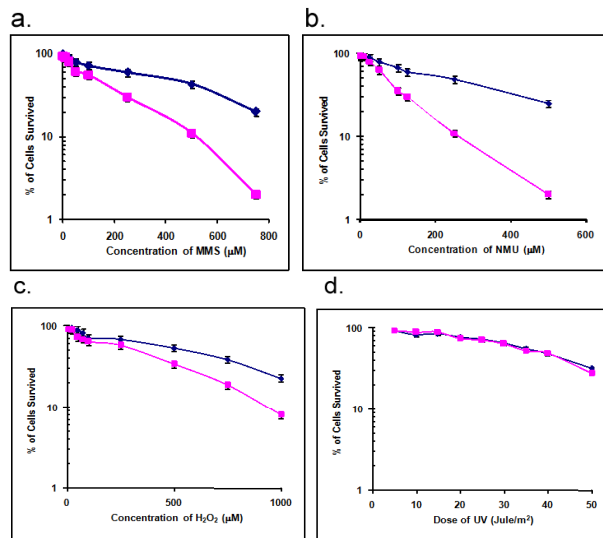 a.
100
10
1
% of Cells Survived
0 200 400 600 800
Concentration of MMS (µM)
b.
100
10
1
% of Cells Survived
0 200 400 600
Concentration of NMU (µM)
c.
100
10
1
% of Cells Survived
0 500 1000
Concentration of H₂O₂ (µM)
d.
100
10
1
% of Cells Survived
0 10 20 30 40 50
Dose of UV (Jule/m²)